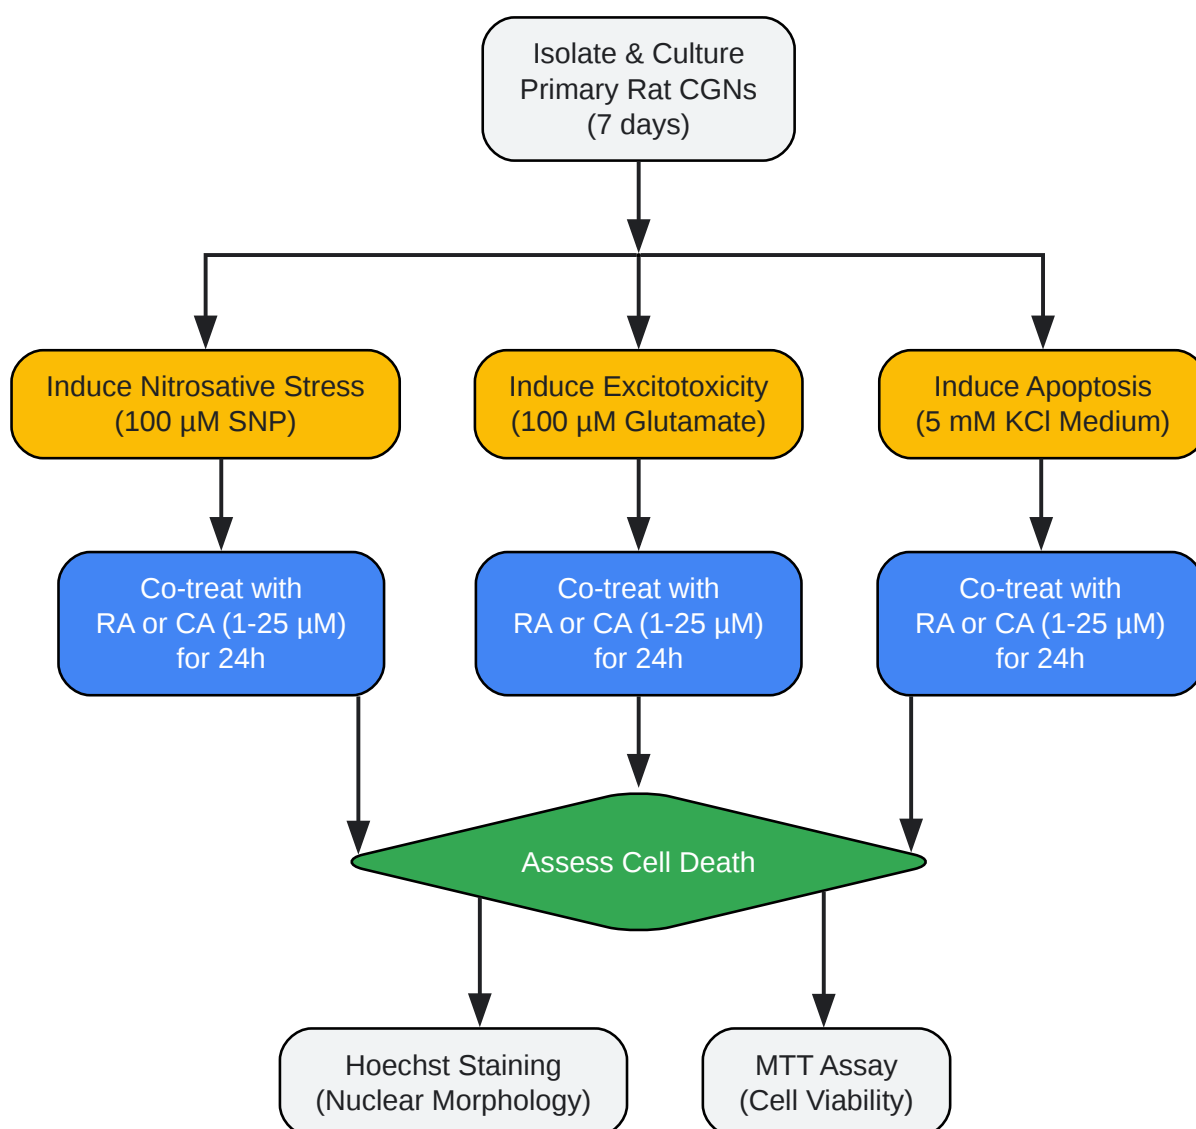 Isolate & Culture
Primary Rat CGNs
(7 days)
Induce Nitrosative Stress
(100 µM SNP)
Induce Excitotoxicity
(100 µM Glutamate)
Induce Apoptosis
(5 mM KCl Medium)
Co-treat with
RA or CA (1-25 µM)
for 24h
Co-treat with
RA or CA (1-25 µM)
for 24h
Co-treat with
RA or CA (1-25 µM)
for 24h
Assess Cell Death
Hoechst Staining
(Nuclear Morphology)
MTT Assay
(Cell Viability)